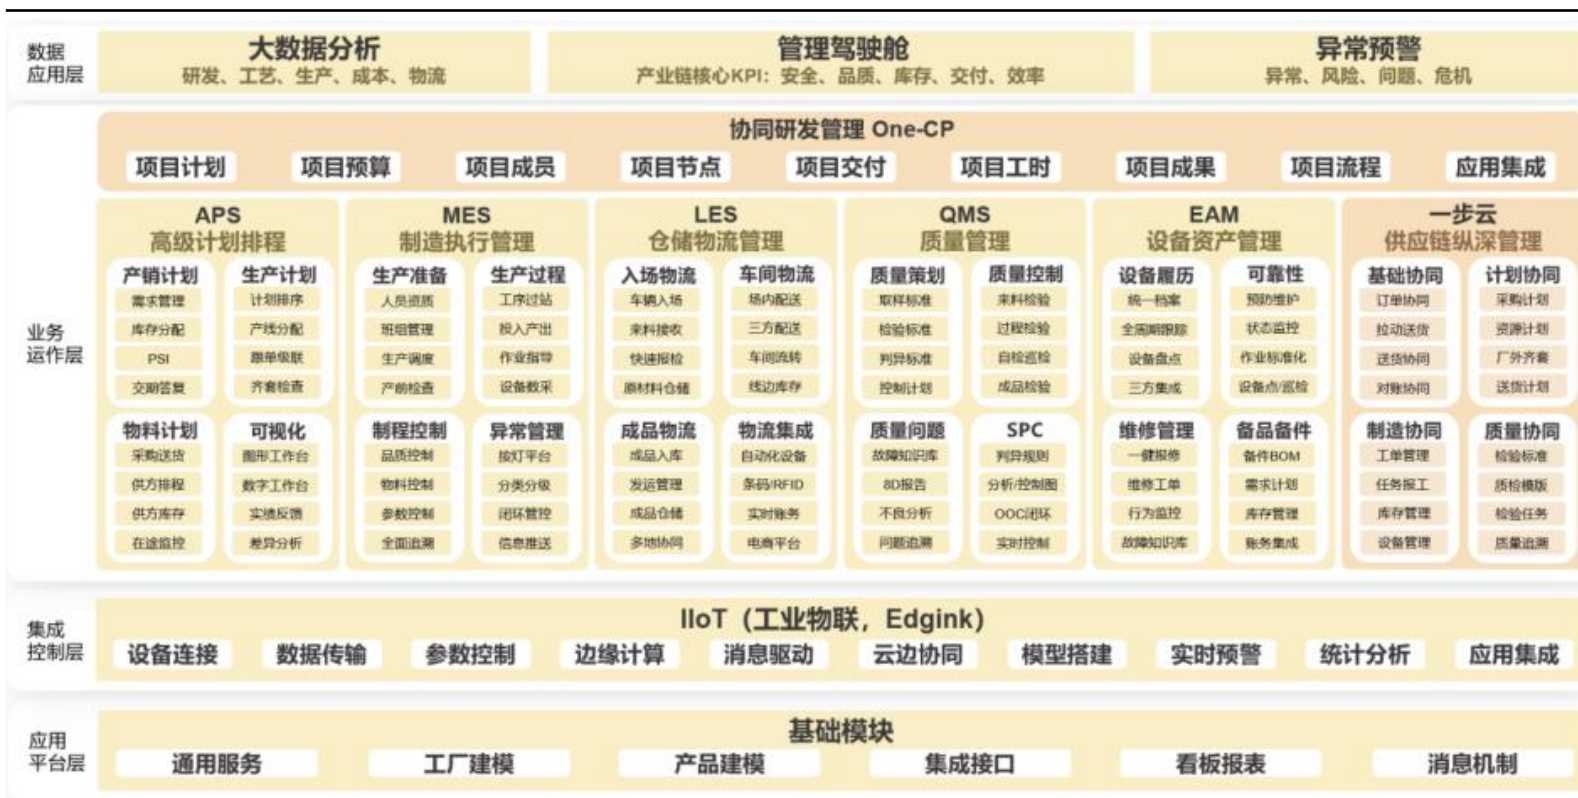 数据
应用层
大数据分析
研发、工艺、生产、成本、物流
管理驾驶舱
产业链核心KPI：安全、品质、库存、交付、效率
异常预警
异常、风险、问题、危机
业务
运作层
协同研发管理 One-CP
项目计划 项目预算 项目成员 项目节点 项目交付 项目工时 项目成果 项目流程 应用集成
APS
高级计划排程
产销计划
需求管理
库存分配
PSI
交期答复
生产计划
计划排序
产线分配
跟单级联
齐套检查
物料计划
采购送货
供方排程
供方库存
在途监控
可视化
图形工作台
数字工作台
实绩反馈
差异分析
MES
制造执行管理
生产准备
人员资质
班组管理
生产调度
产前检查
生产过程
工序过站
投入产出
作业指导
设备数采
制程控制
品质控制
物料控制
参数控制
全面追溯
异常管理
按灯平台
分类分级
闭环管控
信息推送
LES
仓储物流管理
入场物流
车辆入场
来料接收
快速报检
原材料仓储
车间物流
场内配送
三方配送
车间流转
线边库存
成品物流
成品入库
发运管理
成品仓储
多地协同
物流集成
自动化设备
条码/RFID
实时账务
电商平台
QMS
质量管理
质量策划
取样标准
检验标准
判异标准
控制计划
质量控制
来料检验
过程检验
自检巡检
成品检验
质量问题
故障知识库
8D报告
不良分析
问题追溯
SPC
判异规则
分析/控制图
OOC闭环
实时控制
EAM
设备资产管理
设备履历
统一档案
全周期跟踪
设备盘点
三方集成
可靠性
预防维护
状态监控
作业标准化
设备点/巡检
维修管理
一键报修
维修工单
行为监控
故障知识库
备品备件
备件BOM
需求计划
库存管理
账务集成
一步云
供应链纵深管理
基础协同
订单协同
拉动送货
送货协同
对账协同
计划协同
采购计划
资源计划
厂外齐套
送货计划
制造协同
工单管理
任务报工
库存管理
设备管理
质量协同
检验标准
质检模版
检验任务
质量追溯
集成
控制层
IIoT（工业物联，Edgink）
设备连接 数据传输 参数控制 边缘计算 消息驱动 云边协同 模型搭建 实时预警 统计分析 应用集成
应用
平台层
基础模块
通用服务 工厂建模 产品建模 集成接口 看板报表 消息机制